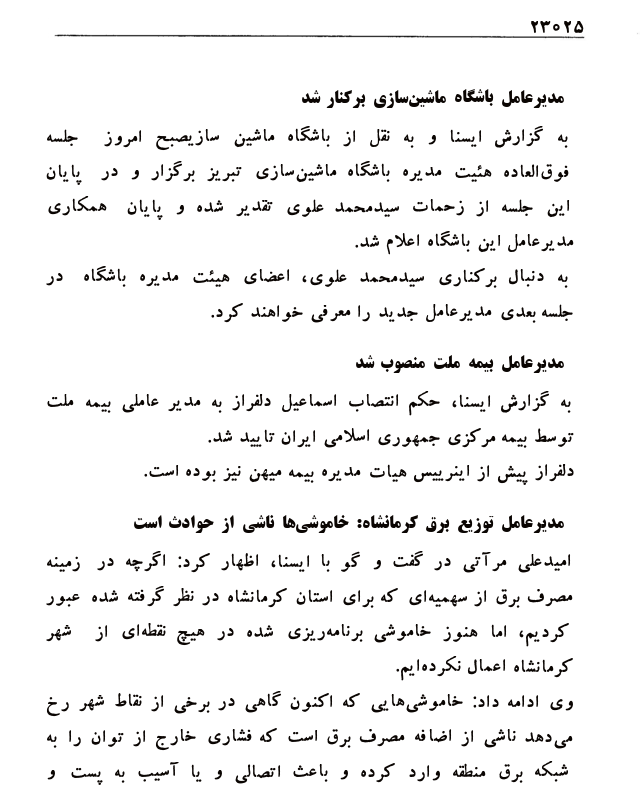 ۲۳۰۲۵
مدیرعامل باشگاه ماشین‌سازی برکنار شد
به گزارش ایسنا و به نقل از باشگاه ماشین سازیصبح امروز جلسه
فوق‌العاده هئیت مدیره باشگاه ماشین‌سازی تبریز برگزار و در پایان
این جلسه از زحمات سیدمحمد علوی تقدیر شده و پایان همکاری
مدیرعامل این باشگاه اعلام شد.
به دنبال برکناری سیدمحمد علوی، اعضای هیئت مدیره باشگاه در
جلسه بعدی مدیرعامل جدید را معرفی خواهند کرد.
مدیرعامل بیمه ملت منصوب شد
به گزارش ایسنا، حکم انتصاب اسماعیل دلفراز به مدیر عاملی بیمه ملت
توسط بیمه مرکزی جمهوری اسلامی ایران تایید شد.
دلفراز پیش از اینرییس هیات مدیره بیمه میهن نیز بوده است.
مدیرعامل توزیع برق کرمانشاه: خاموشی‌ها ناشی از حوادث است
امیدعلی مرآتی در گفت و گو با ایسنا، اظهار کرد: اگرچه در زمینه
مصرف برق از سهمیه‌ای که برای استان کرمانشاه در نظر گرفته شده عبور
کردیم، اما هنوز خاموشی برنامه‌ریزی شده در هیچ نقطه‌ای از شهر
کرمانشاه اعمال نکرده‌ایم.
وی ادامه داد: خاموشی‌هایی که اکنون گاهی در برخی از نقاط شهر رخ
می‌دهد ناشی از اضافه مصرف برق است که فشاری خارج از توان را به
شبکه برق منطقه وارد کرده و باعث اتصالی و یا آسیب به پست و